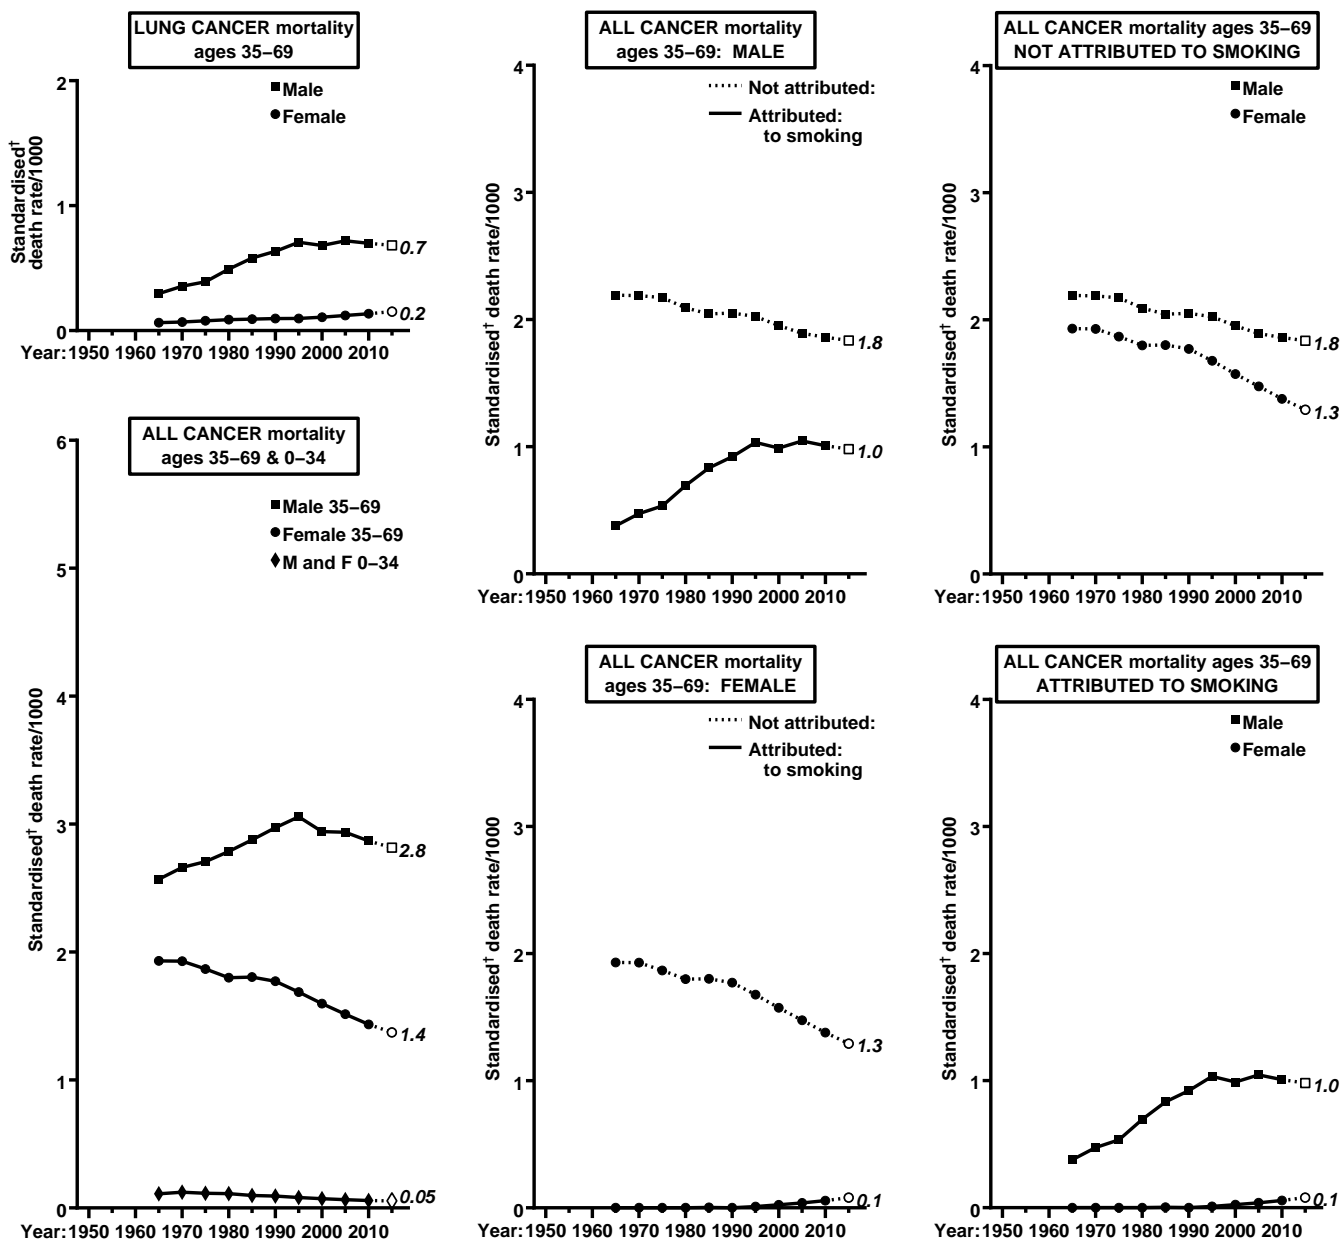 LUNG CANCER mortality
ages 35–69
2
1
0
Standardised†
death rate/1000
Male
Female
0.7
0.2
Year: 1950 1960 1970 1980 1990 2000 2010
ALL CANCER mortality
ages 35–69 & 0–34
6
5
4
3
2
1
0
Standardised† death rate/1000
Male 35–69
Female 35–69
M and F 0–34
2.8
1.4
0.05
Year: 1950 1960 1970 1980 1990 2000 2010
ALL CANCER mortality
ages 35–69: MALE
4
3
2
1
0
Standardised† death rate/1000
Not attributed:
Attributed:
to smoking
1.8
1.0
Year: 1950 1960 1970 1980 1990 2000 2010
ALL CANCER mortality
ages 35–69: FEMALE
4
3
2
1
0
Standardised† death rate/1000
Not attributed:
Attributed:
to smoking
1.3
0.1
Year: 1950 1960 1970 1980 1990 2000 2010
ALL CANCER mortality ages 35–69
NOT ATTRIBUTED TO SMOKING
4
3
2
1
0
Standardised† death rate/1000
Male
Female
1.8
1.3
Year: 1950 1960 1970 1980 1990 2000 2010
ALL CANCER mortality ages 35–69
ATTRIBUTED TO SMOKING
4
3
2
1
0
Standardised† death rate/1000
Male
Female
1.0
0.1
Year: 1950 1960 1970 1980 1990 2000 2010